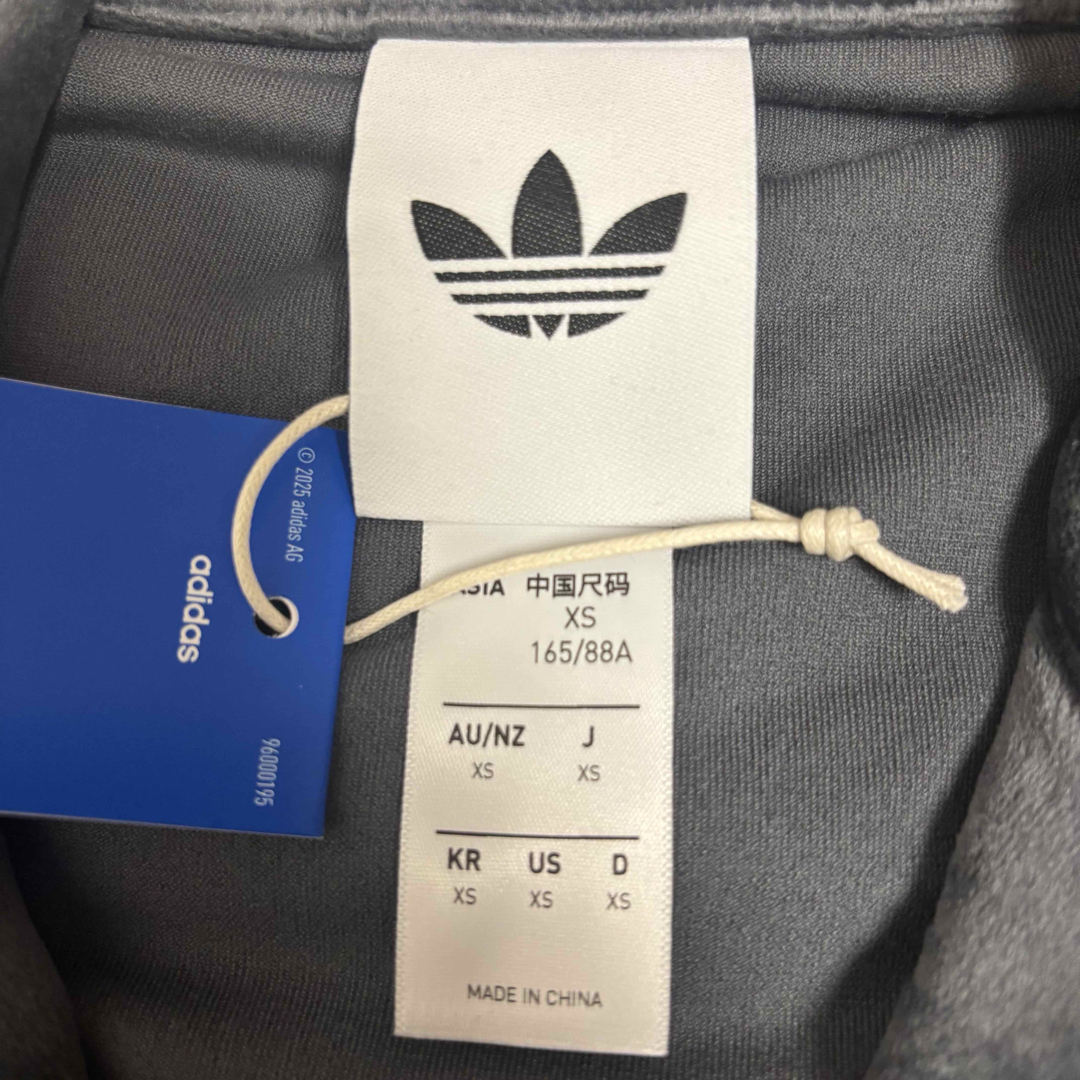 © 2025 adidas AG
adidas
96000195
ASIA 中国尺码
XS
165/88A
AU/NZ J
XS XS
KR US D
XS XS XS
MADE IN CHINA